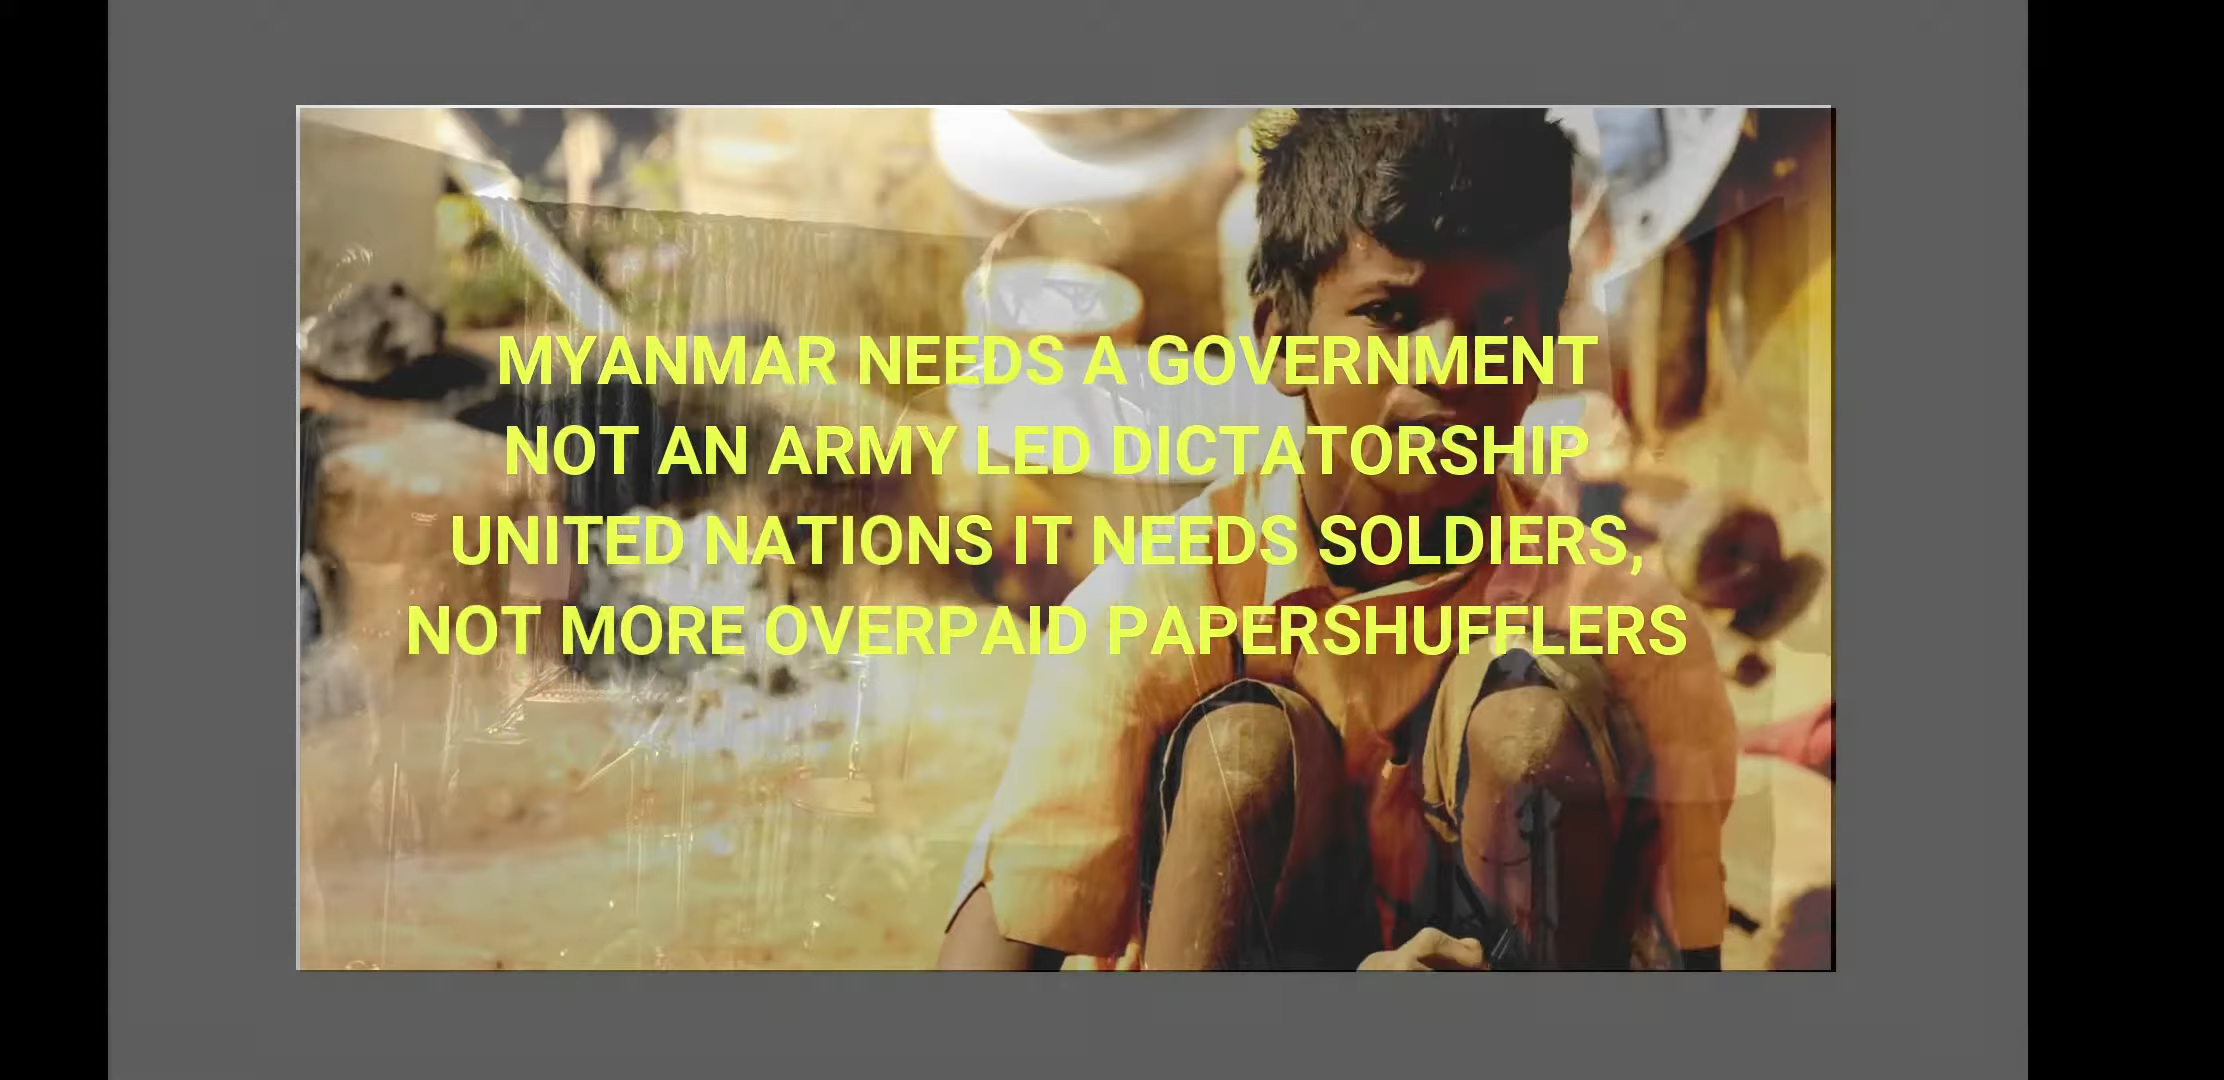 MYANMAR NEEDS A GOVERNMENT
NOT AN ARMY LED DICTATORSHIP
UNITED NATIONS IT NEEDS SOLDIERS,
NOT MORE OVERPAID PAPERSHUFFLERS